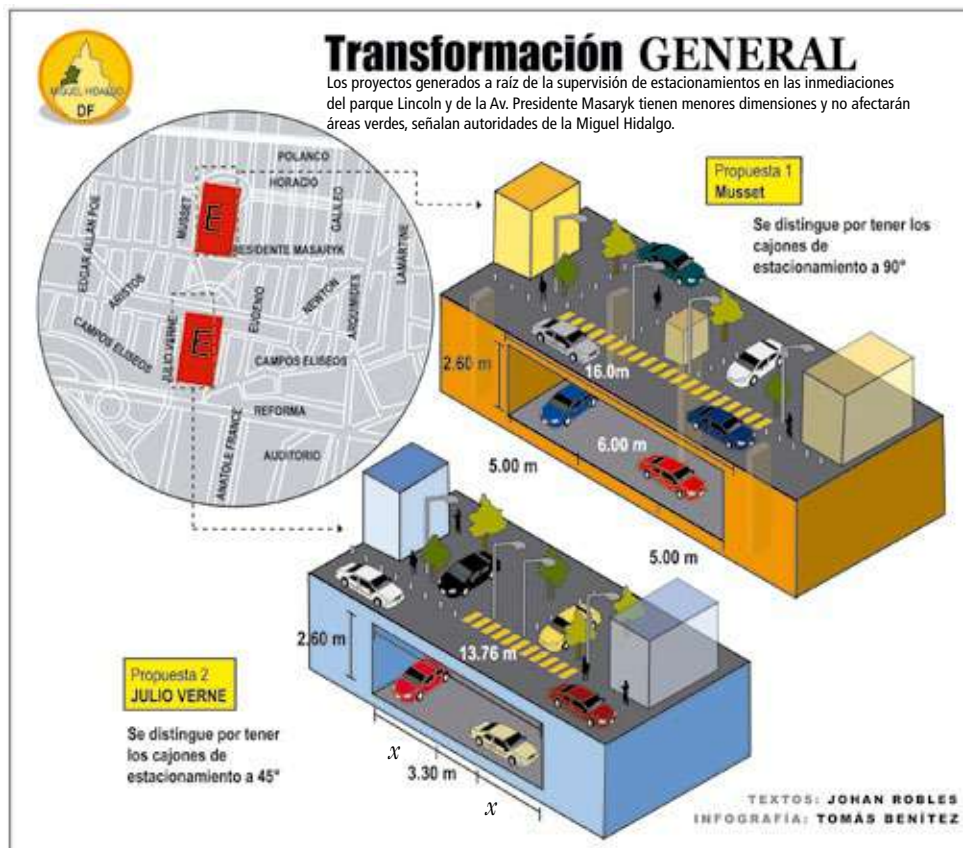 Transformación GENERAL
Los proyectos generados a raíz de la supervisión de estacionamientos en las inmediaciones
del parque Lincoln y de la Av. Presidente Masaryk tienen menores dimensiones y no afectarán
áreas verdes, señalan autoridades de la Miguel Hidalgo.
MIGUEL HIDALGO
DF
POLANCO
HORACIO
MUSSET
GALILEO
EDGAR ALLAN POE
RESIDENTE MASARYK
LAMARTINE
ARISTOS
EUGENIO
NEWTON
ARQUIMIDES
CAMPOS ELISEOS
JULIO VERNE
CAMPOS ELISEOS
REFORMA
ANATOLE FRANCE
AUDITORIO
Propuesta 1
Musset
Se distingue por tener los
cajones de
estacionamiento a 90°
2.60 m
16.0m
6.00 m
5.00 m
5.00 m
Propuesta 2
JULIO VERNE
Se distingue por tener
los cajones de
estacionamiento a 45°
2.60 m
13.76 m
x
3.30 m
x
TEXTOS: JOHAN ROBLES
INFOGRAFÍA: TOMÁS BENÍTEZ